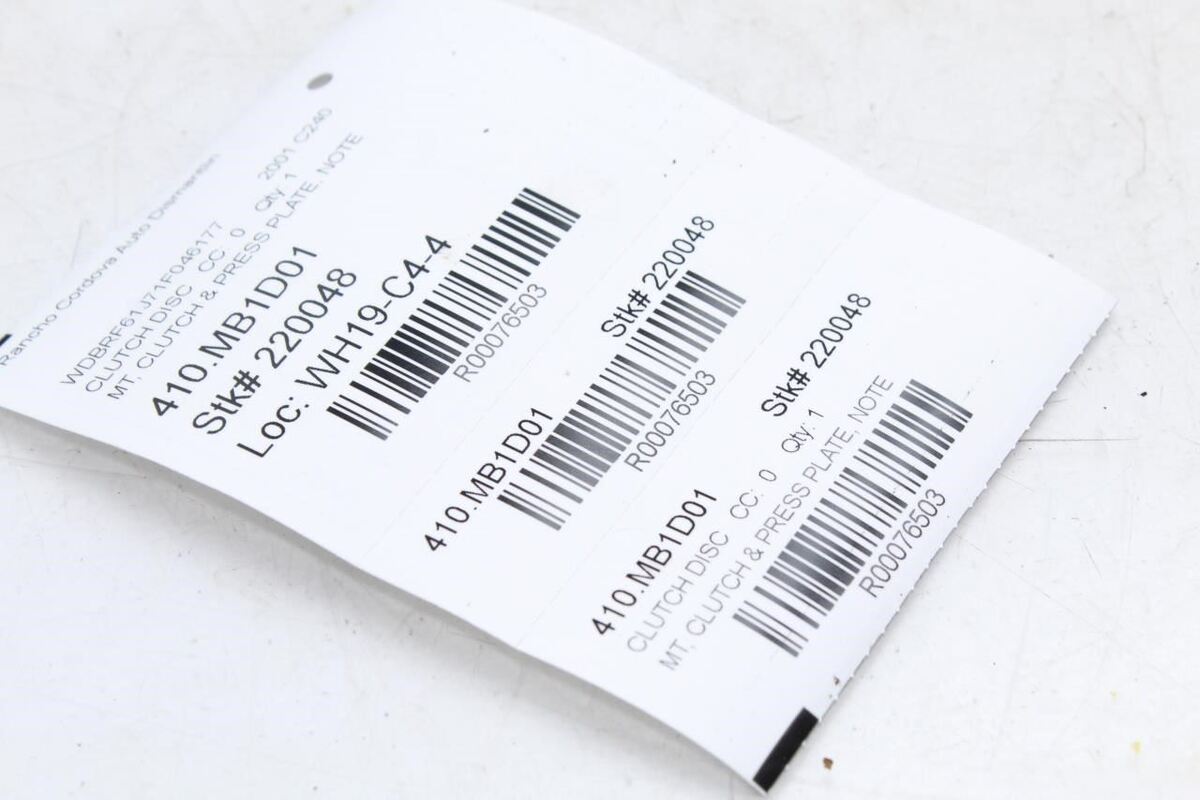 Rancho Cordova Auto Dismantlin
WDBRF61J71F046177 2001 C240
CLUTCH DISC CC: 0 Qty 1
MT, CLUTCH & PRESS PLATE, NOTE
410.MB1D01
Stk# 220048
Loc: WH19-C4-4
R00076503
410.MB1D01 Stk# 220048
R00076503
410.MB1D01 Stk# 220048
CLUTCH DISC CC: 0 Qty: 1
MT, CLUTCH & PRESS PLATE, NOTE
R00076503